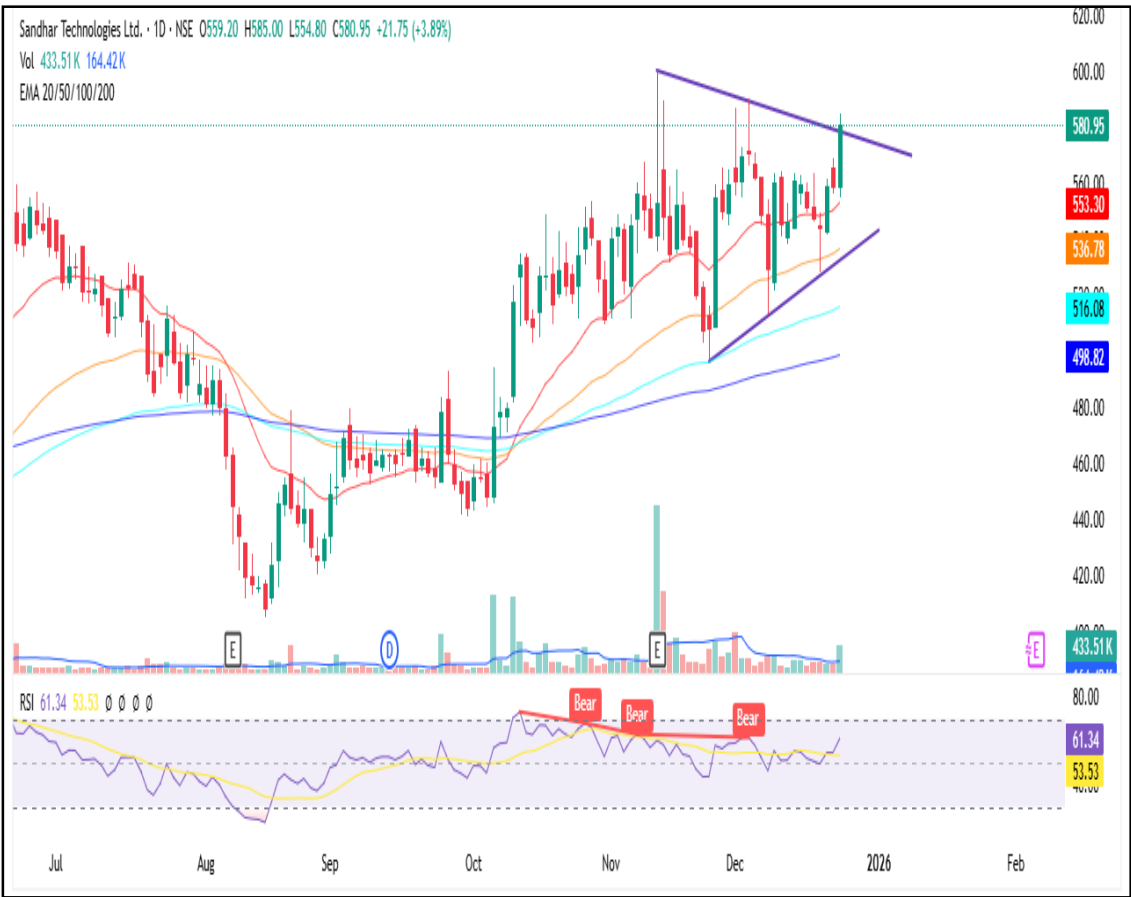 Sandhar Technologies Ltd. · 1D · NSE O559.20 H585.00 L554.80 C580.95 +21.75 (+3.89%)
Vol 433.51K 164.42K
EMA 20/50/100/200
620.00
600.00
580.95
560.00
553.30
536.78
516.08
498.82
480.00
460.00
440.00
420.00
433.51K
E
D
E
E
RSI 61.34 53.53 Ø Ø Ø Ø
Bear
Bear
Bear
80.00
61.34
53.53
Jul Aug Sep Oct Nov Dec 2026 Feb